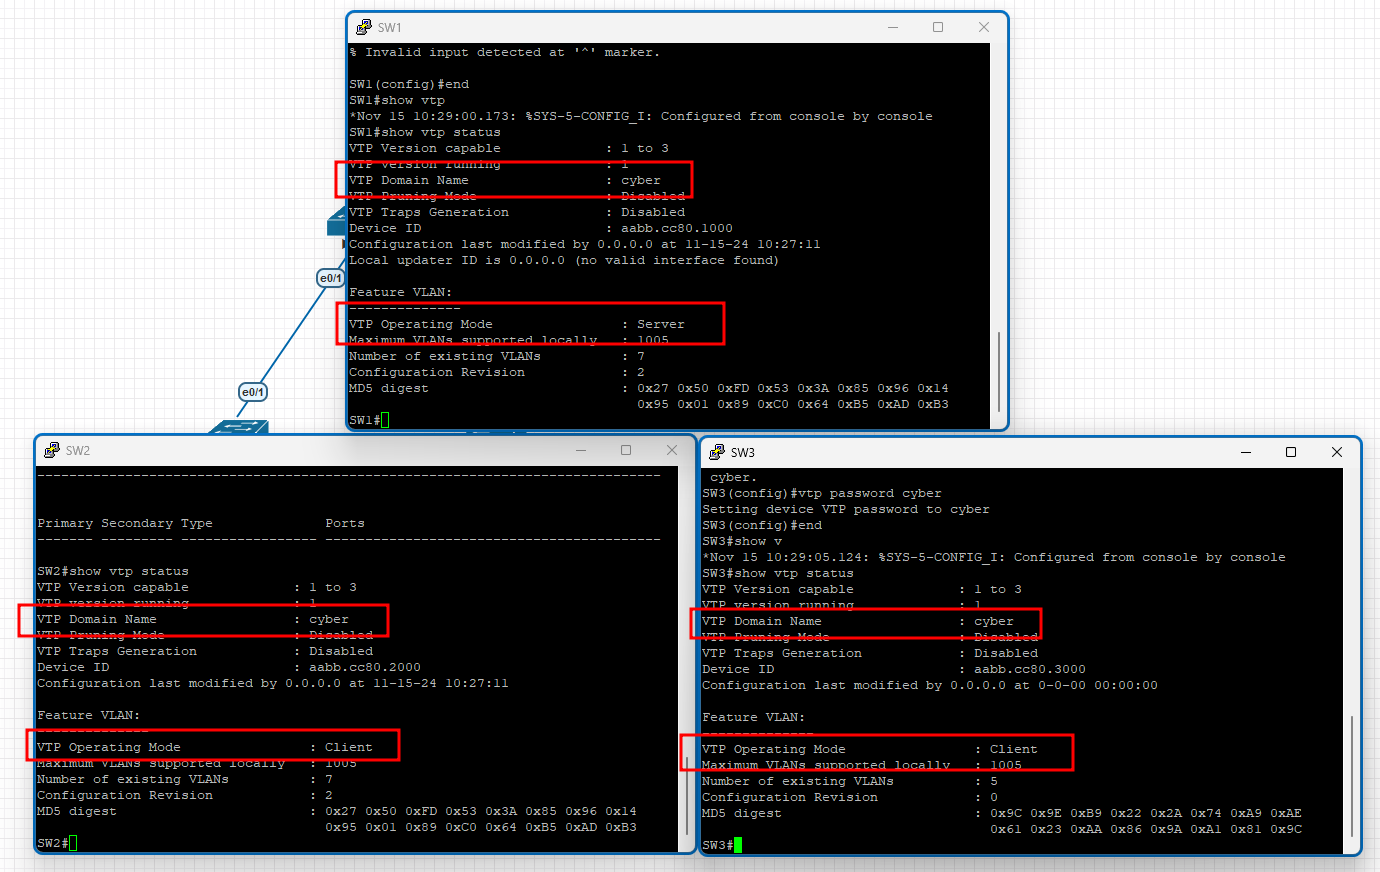 SW1
% Invalid input detected at '^' marker.
SW1(config)#end
SW1#show vtp
*Nov 15 10:29:00.173: %SYS-5-CONFIG_I: Configured from console by console
SW1#show vtp status
VTP Version capable : 1 to 3
VTP version running : 1
VTP Domain Name : cyber
VTP Pruning Mode : Disabled
VTP Traps Generation : Disabled
Device ID : aabb.cc80.1000
Configuration last modified by 0.0.0.0 at 11-15-24 10:27:11
Local updater ID is 0.0.0.0 (no valid interface found)
Feature VLAN:
--------------
VTP Operating Mode : Server
Maximum VLANs supported locally : 1005
Number of existing VLANs : 7
Configuration Revision : 2
MD5 digest : 0x27 0x50 0xFD 0x53 0x3A 0x85 0x96 0x14
0x95 0x01 0x89 0xC0 0x64 0xB5 0xAD 0xB3
SW1#
e0/1
e0/1
SW2
Primary Secondary Type Ports
------- --------- ----------------- ------------------------------------------
SW2#show vtp status
VTP Version capable : 1 to 3
VTP version running : 1
VTP Domain Name : cyber
VTP Pruning Mode : Disabled
VTP Traps Generation : Disabled
Device ID : aabb.cc80.2000
Configuration last modified by 0.0.0.0 at 11-15-24 10:27:11
Feature VLAN:
--------------
VTP Operating Mode : Client
Maximum VLANs supported locally : 1005
Number of existing VLANs : 7
Configuration Revision : 2
MD5 digest : 0x27 0x50 0xFD 0x53 0x3A 0x85 0x96 0x14
0x95 0x01 0x89 0xC0 0x64 0xB5 0xAD 0xB3
SW2#
SW3
cyber.
SW3(config)#vtp password cyber
Setting device VTP password to cyber
SW3(config)#end
SW3#show v
*Nov 15 10:29:05.124: %SYS-5-CONFIG_I: Configured from console by console
SW3#show vtp status
VTP Version capable : 1 to 3
VTP version running : 1
VTP Domain Name : cyber
VTP Pruning Mode : Disabled
VTP Traps Generation : Disabled
Device ID : aabb.cc80.3000
Configuration last modified by 0.0.0.0 at 0-0-00 00:00:00
Feature VLAN:
--------------
VTP Operating Mode : Client
Maximum VLANs supported locally : 1005
Number of existing VLANs : 5
Configuration Revision : 0
MD5 digest : 0x9C 0x9E 0xB9 0x22 0x2A 0x74 0xA9 0xAE
0x61 0x23 0xAA 0x86 0x9A 0xA1 0x81 0x9C
SW3#